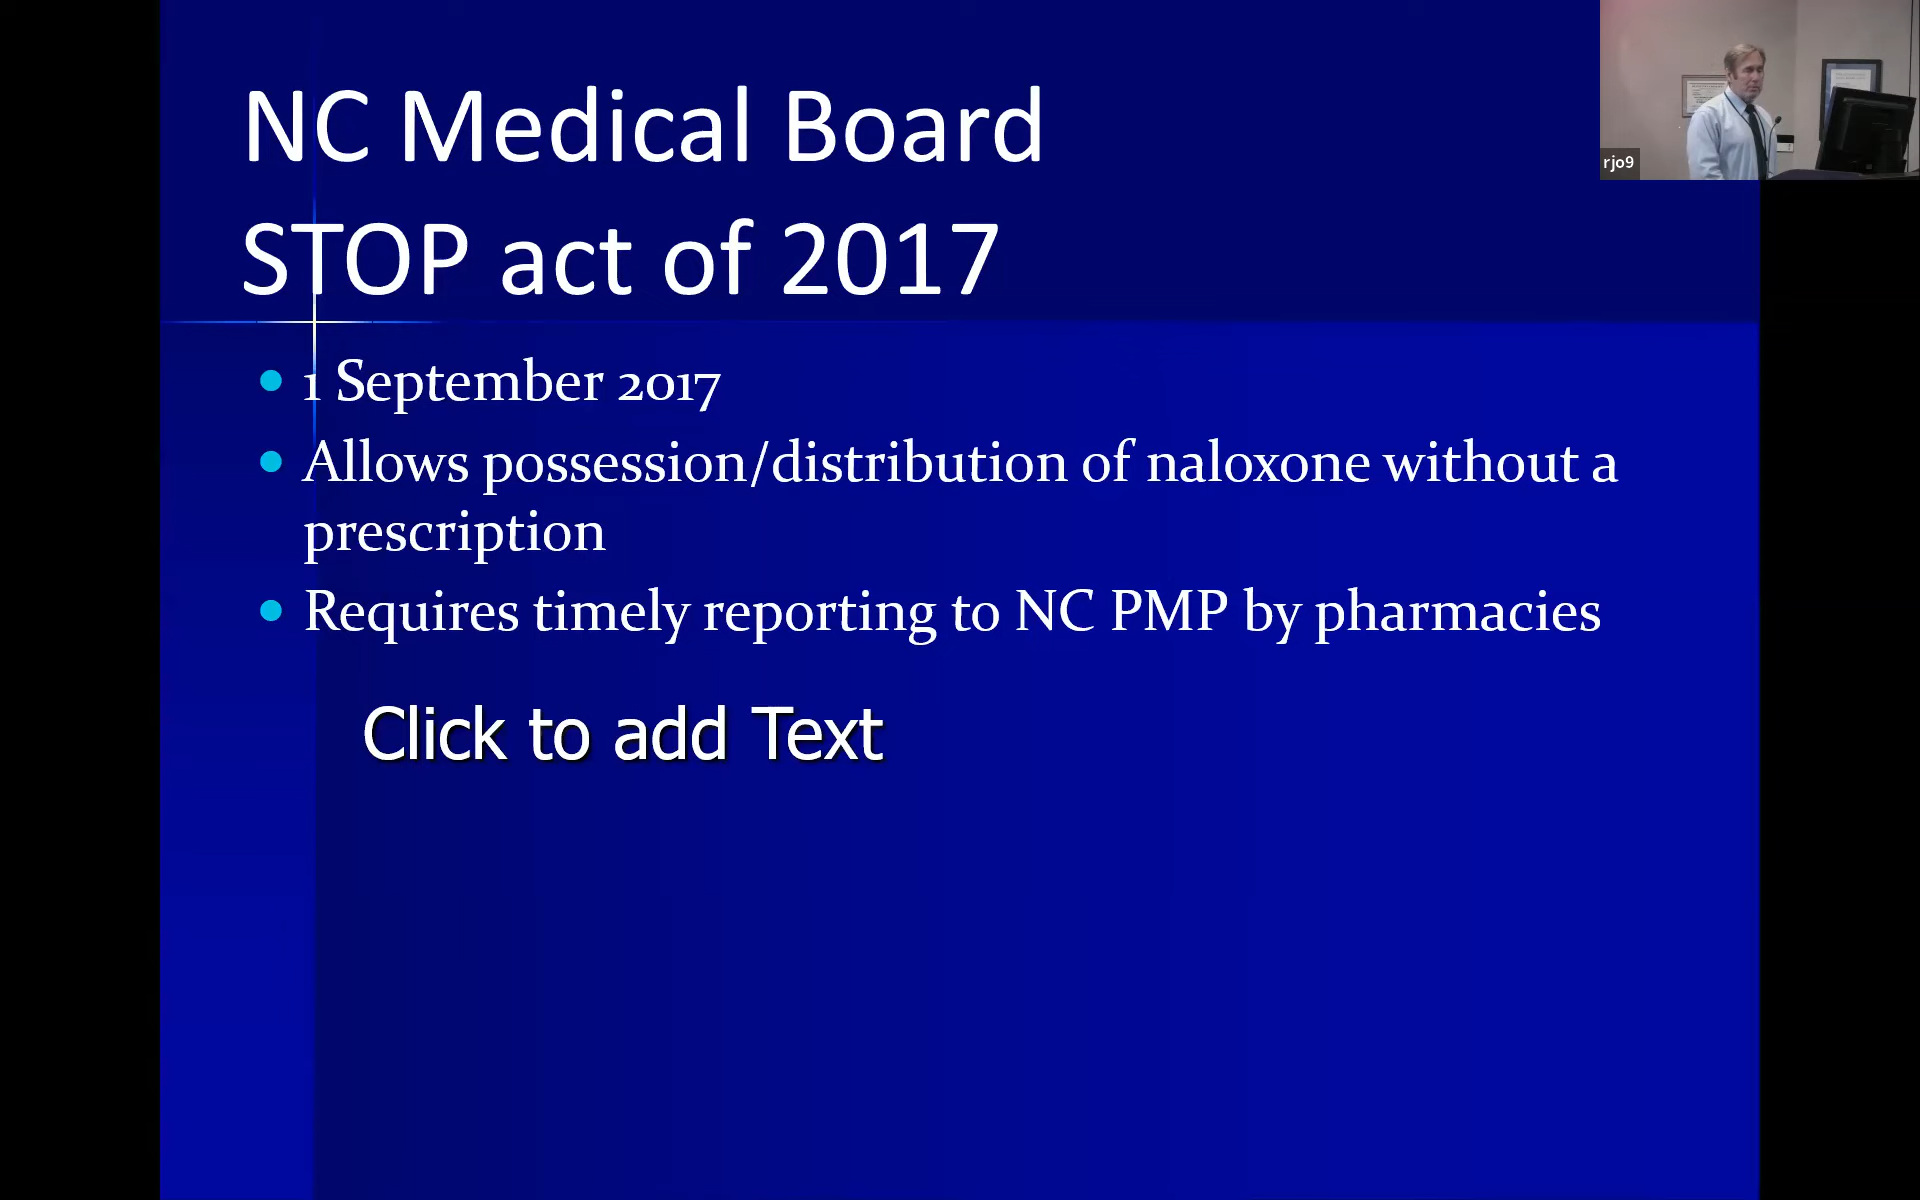 NC Medical Board
STOP act of 2017
1 September 2017
Allows possession/distribution of naloxone without a
prescription
Requires timely reporting to NC PMP by pharmacies
Click to add Text
rjo9